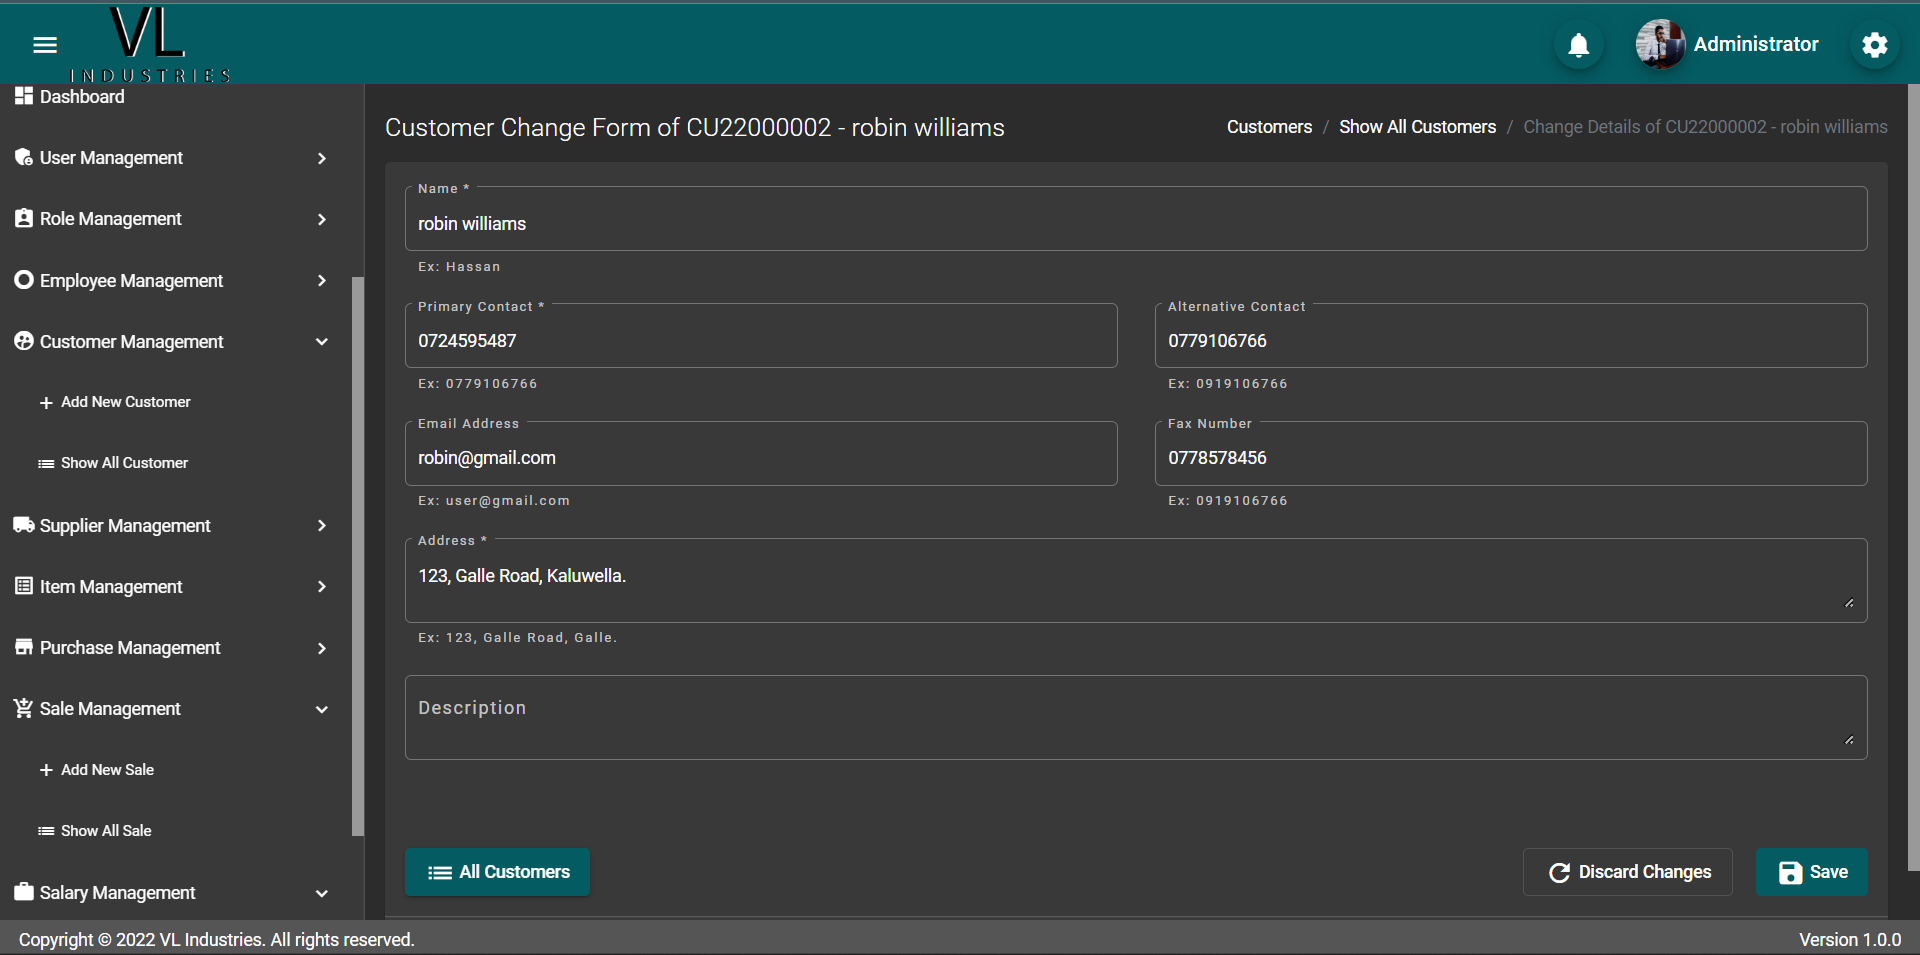 VL
INDUSTRIES
Administrator
Dashboard
User Management
Role Management
Employee Management
Customer Management
Add New Customer
Show All Customer
Supplier Management
Item Management
Purchase Management
Sale Management
Add New Sale
Show All Sale
Salary Management
Customer Change Form of CU22000002 - robin williams
Customers / Show All Customers / Change Details of CU22000002 - robin williams
Name *
robin williams
Ex: Hassan
Primary Contact *
0724595487
Ex: 0779106766
Alternative Contact
0779106766
Ex: 0919106766
Email Address
robin@gmail.com
Ex: user@gmail.com
Fax Number
0778578456
Ex: 0919106766
Address *
123, Galle Road, Kaluwella.
Ex: 123, Galle Road, Galle.
Description
All Customers
Discard Changes
Save
Copyright © 2022 VL Industries. All rights reserved.
Version 1.0.0